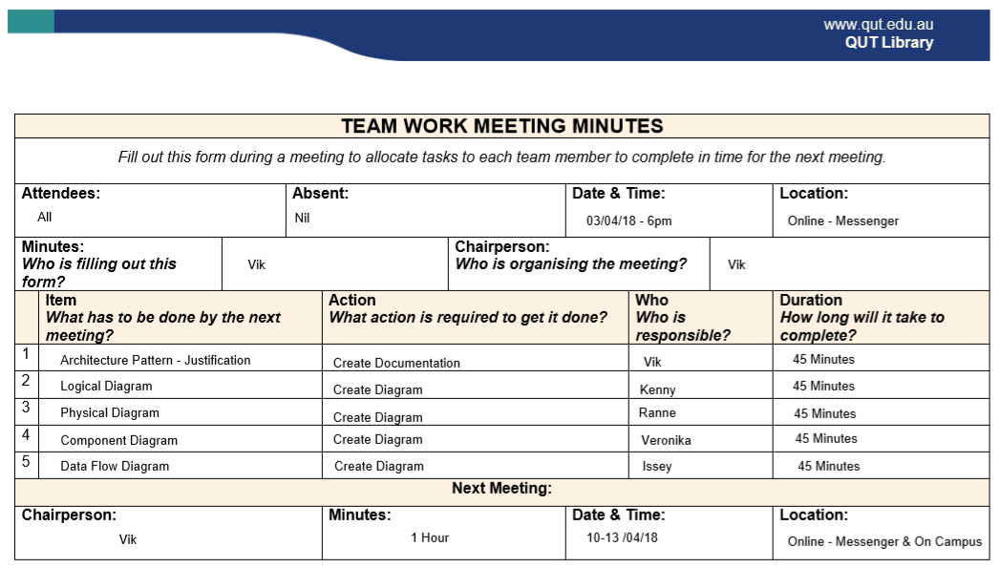 www.qut.edu.au
QUT Library
TEAM WORK MEETING MINUTES
Fill out this form during a meeting to allocate tasks to each team member to complete in time for the next meeting.
Attendees:
All
Absent:
Nil
Date & Time:
03/04/18 - 6pm
Location:
Online - Messenger
Minutes:
Who is filling out this
form?
Vik
Chairperson:
Who is organising the meeting?
Vik
Item
What has to be done by the next
meeting?
Action
What action is required to get it done?
Who
Who is
responsible?
Duration
How long will it take to
complete?
1 Architecture Pattern - Justification Create Documentation Vik 45 Minutes
2 Logical Diagram Create Diagram Kenny 45 Minutes
3 Physical Diagram Create Diagram Ranne 45 Minutes
4 Component Diagram Create Diagram Veronika 45 Minutes
5 Data Flow Diagram Create Diagram Issey 45 Minutes
Next Meeting:
Chairperson:
Vik
Minutes:
1 Hour
Date & Time:
10-13 /04/18
Location:
Online - Messenger & On Campus